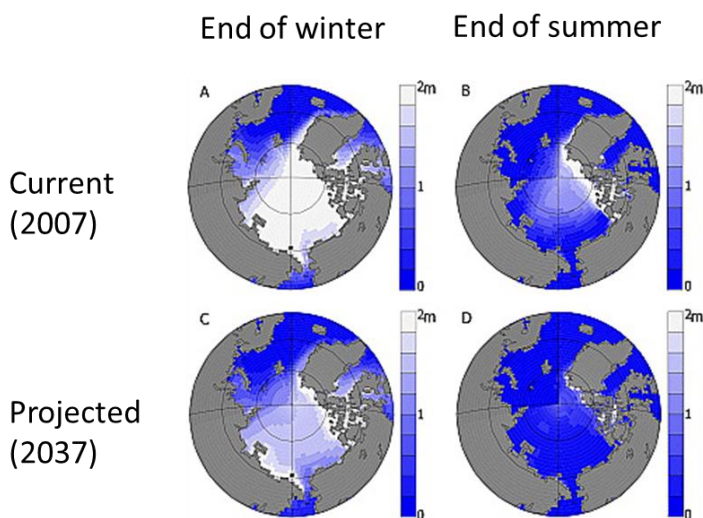 End of winter
End of summer
A
2m
1
0
B
2m
1
0
Current
(2007)
C
2m
1
0
D
2m
1
0
Projected
(2037)